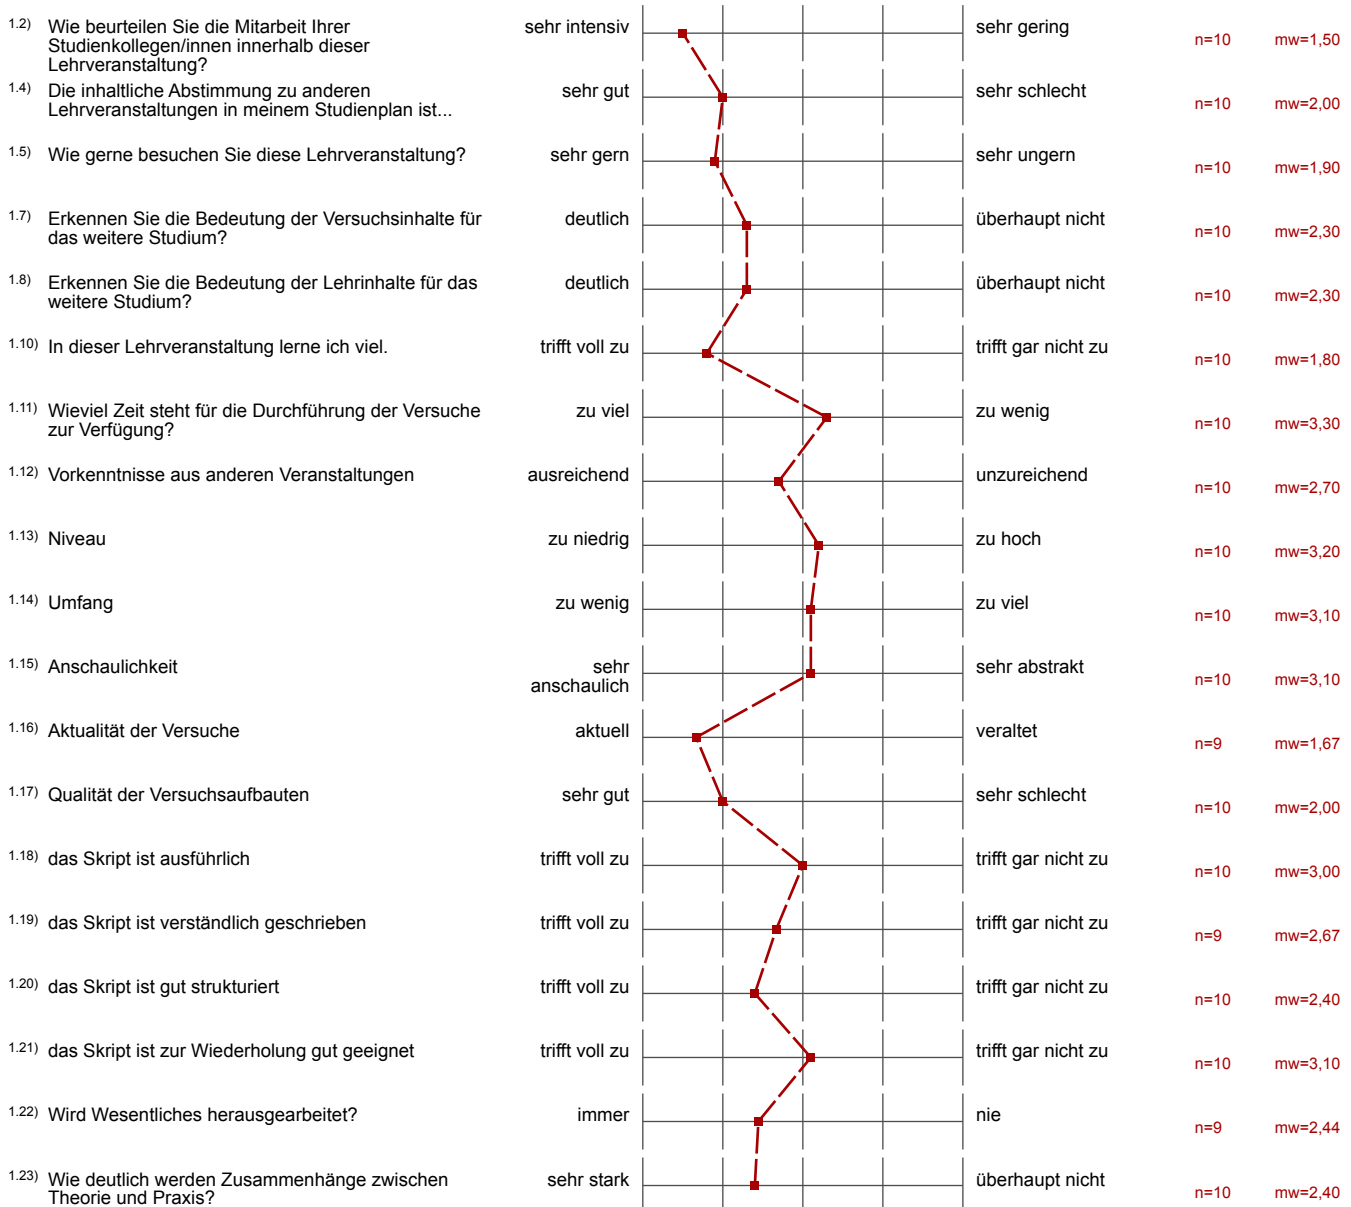 1.2) Wie beurteilen Sie die Mitarbeit Ihrer Studienkollegen/innen innerhalb dieser Lehrveranstaltung? sehr intensiv sehr gering n=10 mw=1,50
1.4) Die inhaltliche Abstimmung zu anderen Lehrveranstaltungen in meinem Studienplan ist... sehr gut sehr schlecht n=10 mw=2,00
1.5) Wie gerne besuchen Sie diese Lehrveranstaltung? sehr gern sehr ungern n=10 mw=1,90
1.7) Erkennen Sie die Bedeutung der Versuchsinhalte für das weitere Studium? deutlich überhaupt nicht n=10 mw=2,30
1.8) Erkennen Sie die Bedeutung der Lehrinhalte für das weitere Studium? deutlich überhaupt nicht n=10 mw=2,30
1.10) In dieser Lehrveranstaltung lerne ich viel. trifft voll zu trifft gar nicht zu n=10 mw=1,80
1.11) Wieviel Zeit steht für die Durchführung der Versuche zur Verfügung? zu viel zu wenig n=10 mw=3,30
1.12) Vorkenntnisse aus anderen Veranstaltungen ausreichend unzureichend n=10 mw=2,70
1.13) Niveau zu niedrig zu hoch n=10 mw=3,20
1.14) Umfang zu wenig zu viel n=10 mw=3,10
1.15) Anschaulichkeit sehr anschaulich sehr abstrakt n=10 mw=3,10
1.16) Aktualität der Versuche aktuell veraltet n=9 mw=1,67
1.17) Qualität der Versuchsaufbauten sehr gut sehr schlecht n=10 mw=2,00
1.18) das Skript ist ausführlich trifft voll zu trifft gar nicht zu n=10 mw=3,00
1.19) das Skript ist verständlich geschrieben trifft voll zu trifft gar nicht zu n=9 mw=2,67
1.20) das Skript ist gut strukturiert trifft voll zu trifft gar nicht zu n=10 mw=2,40
1.21) das Skript ist zur Wiederholung gut geeignet trifft voll zu trifft gar nicht zu n=10 mw=3,10
1.22) Wird Wesentliches herausgearbeitet? immer nie n=9 mw=2,44
1.23) Wie deutlich werden Zusammenhänge zwischen Theorie und Praxis? sehr stark überhaupt nicht n=10 mw=2,40